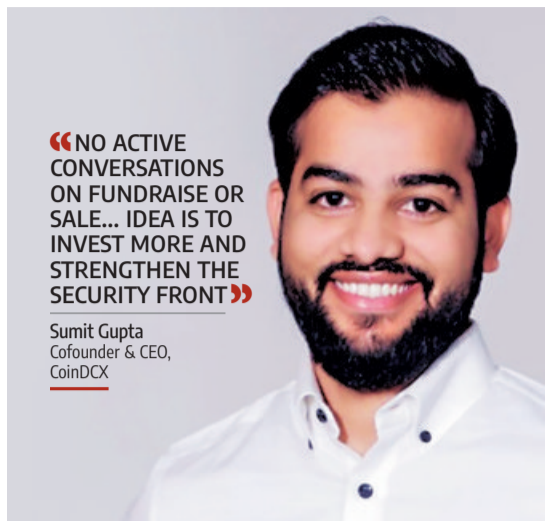 “NO ACTIVE
CONVERSATIONS
ON FUNDRAISE OR
SALE... IDEA IS TO
INVEST MORE AND
STRENGTHEN THE
SECURITY FRONT”
Sumit Gupta
Cofounder & CEO,
CoinDCX